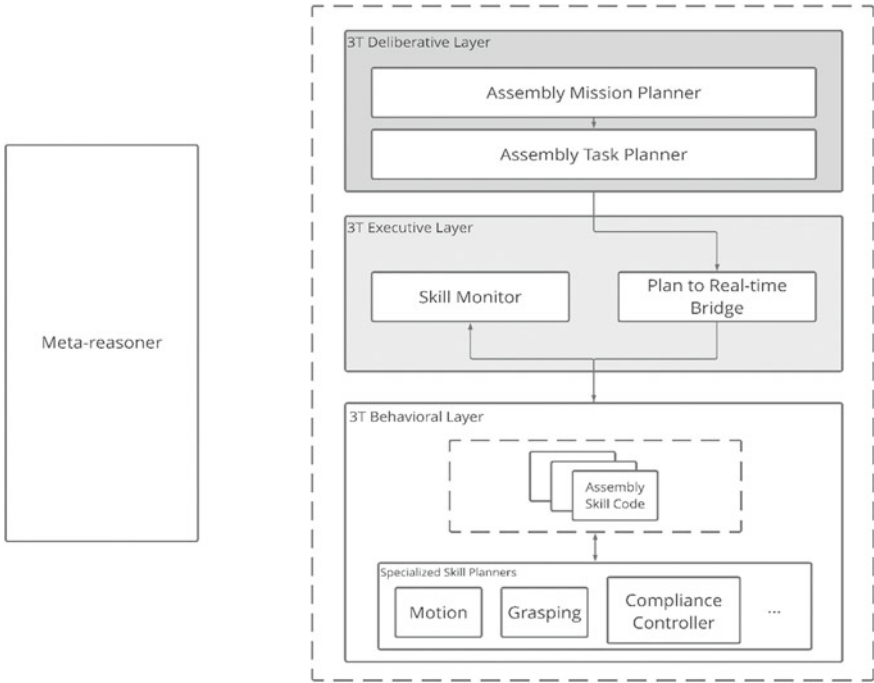 3T Deliberative Layer
Assembly Mission Planner
Assembly Task Planner
3T Executive Layer
Skill Monitor
Plan to Real-time
Bridge
Meta-reasoner
3T Behavioral Layer
Assembly
Skill Code
Specialized Skill Planners
Motion
Grasping
Compliance
Controller
...